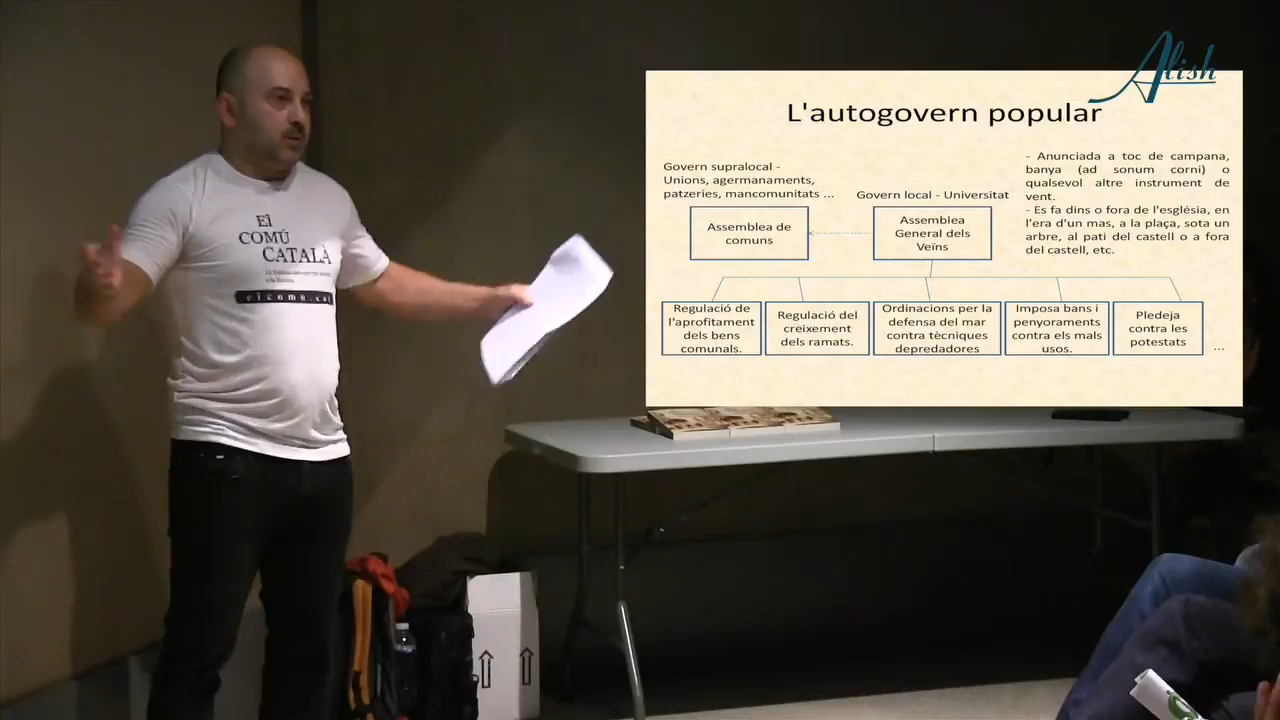 Alish
L'autogovern popular
Govern supralocal -
Unions, agermanaments,
patzeries, mancomunitats ...
Govern local - Universitat
- Anunciada a toc de campana,
banya (ad sonum corni) o
qualsevol altre instrument de
vent.
- Es fa dins o fora de l'església, en
l'era d'un mas, a la plaça, sota un
arbre, al pati del castell o a fora
del castell, etc.
Assemblea de
comuns
Assemblea
General dels
Veïns
Regulació de
l'aprofitament
dels bens
comunals.
Regulació del
creixement
dels ramats.
Ordinacions per la
defensa del mar
contra tècniques
depredadores
Imposa bans i
penyoraments
contra els mals
usos.
Pledeja
contra les
potestats
...
El
COMÚ
CATALÀ
elcomu.cat